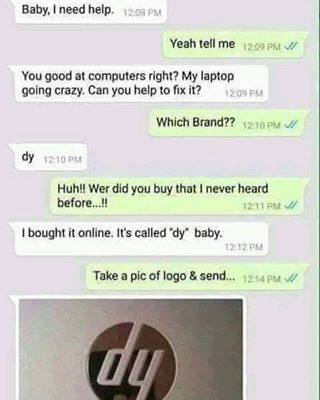 Baby, I need help. 12:08 PM
Yeah tell me 12:09 PM
You good at computers right? My laptop
going crazy. Can you help to fix it? 12:09 PM
Which Brand?? 12:10 PM
dy 12:10 PM
Huh!! Wer did you buy that I never heard
before...!! 12:11 PM
I bought it online. It's called "dy" baby.
12:12 PM
Take a pic of logo & send... 12:14 PM
dy